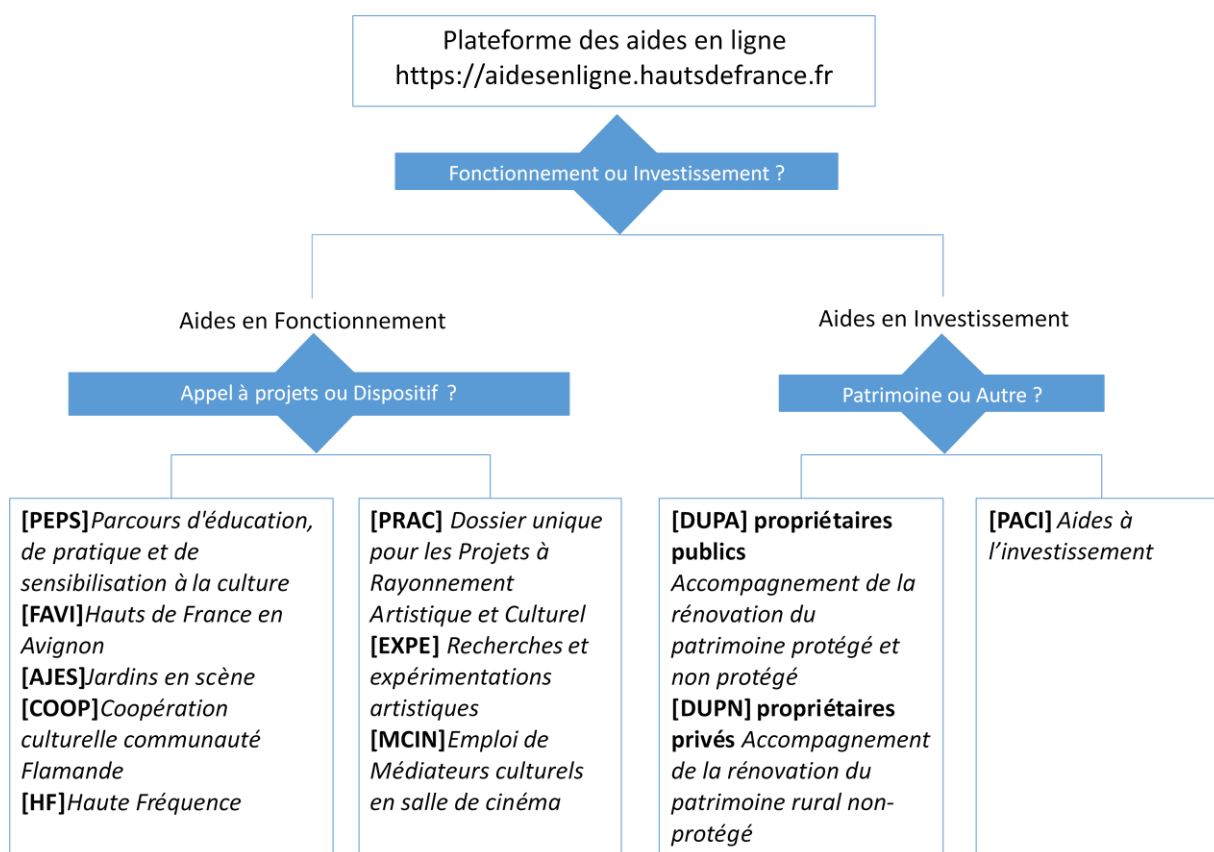 Plateforme des aides en ligne
https://aidesenligne.hautsdefrance.fr
Fonctionnement ou Investissement ?
Aides en Fonctionnement
Aides en Investissement
Appel à projets ou Dispositif ?
Patrimoine ou Autre ?
[PEPS]Parcours d'éducation,
de pratique et de
sensibilisation à la culture
[FAVI]Hauts de France en
Avignon
[AJES]Jardins en scène
[COOP]Coopération
culturelle communauté
Flamande
[HF]Haute Fréquence
[PRAC] Dossier unique
pour les Projets à
Rayonnement
Artistique et Culturel
[EXPE] Recherches et
expérimentations
artistiques
[MCIN]Emploi de
Médiateurs culturels
en salle de cinéma
[DUPA] propriétaires
publics
Accompagnement de la
rénovation du
patrimoine protégé et
non protégé
[DUPN] propriétaires
privés Accompagnement
de la rénovation du
patrimoine rural non-
protégé
[PACI] Aides à
l’investissement